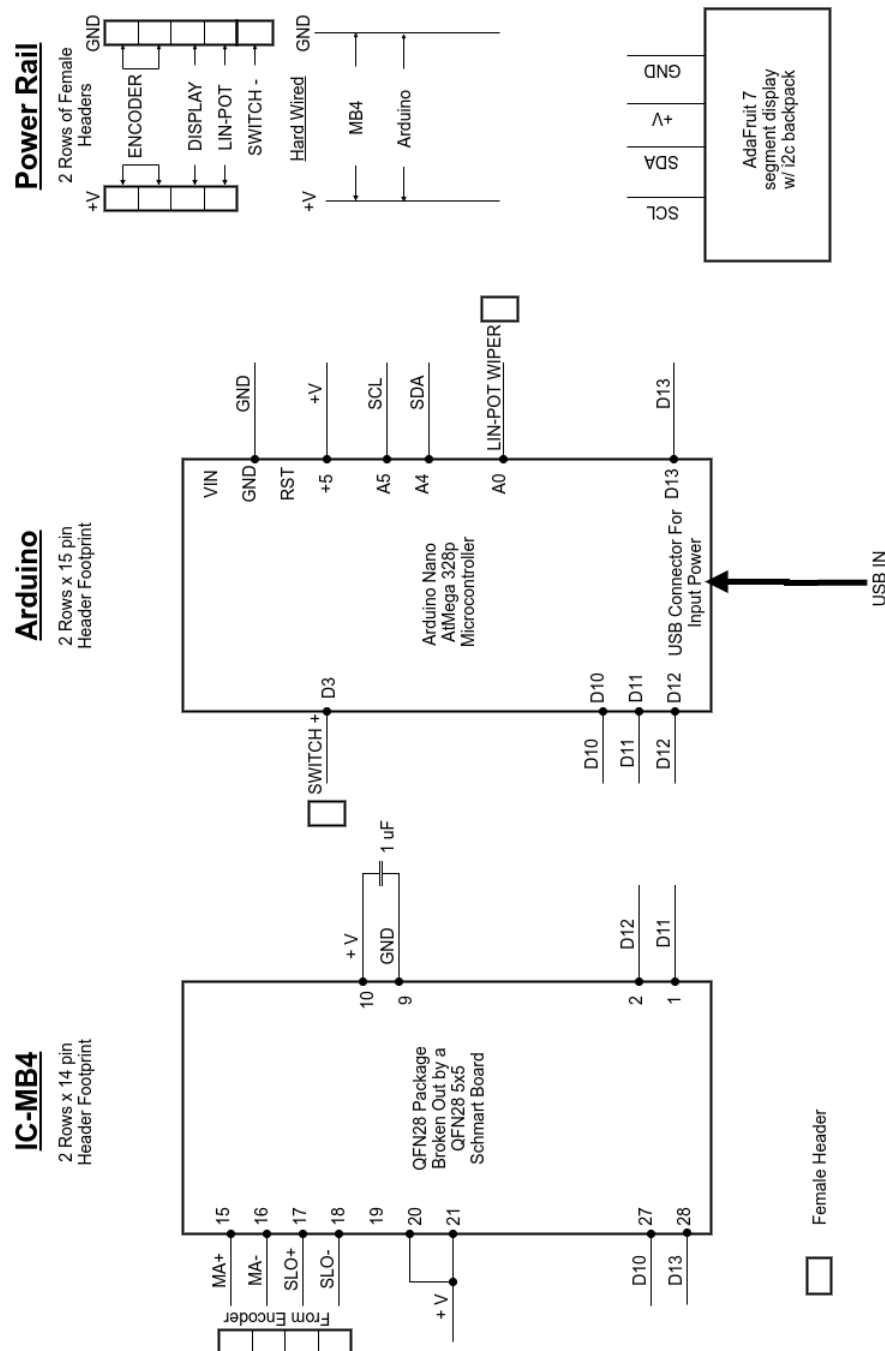 IC-MB4
2 Rows x 14 pin
Header Footprint
MA+
MA-
SLO+
SLO-
From Encoder
+ V
D10
D13
15
16
17
18
19
20
21
27
28
QFN28 Package
Broken Out by a
QFN28 5x5
Schmart Board
10
9
2
1
+ V
GND
1 uF
D12
D11
Female Header
Arduino
2 Rows x 15 pin
Header Footprint
SWITCH +
D10
D11
D12
D3
D10
D11
D12
Arduino Nano
AtMega 328p
Microcontroller
USB Connector For
Input Power
USB IN
VIN
GND
RST
+5
A5
A4
A0
D13
GND
+V
SCL
SDA
LIN-POT WIPER
D13
Power Rail
2 Rows of Female
Headers
+V
GND
ENCODER
DISPLAY
LIN-POT
SWITCH -
Hard Wired
+V
GND
MB4
Arduino
SCL
SDA
+V
GND
AdaFruit 7
segment display
w/ i2c backpack